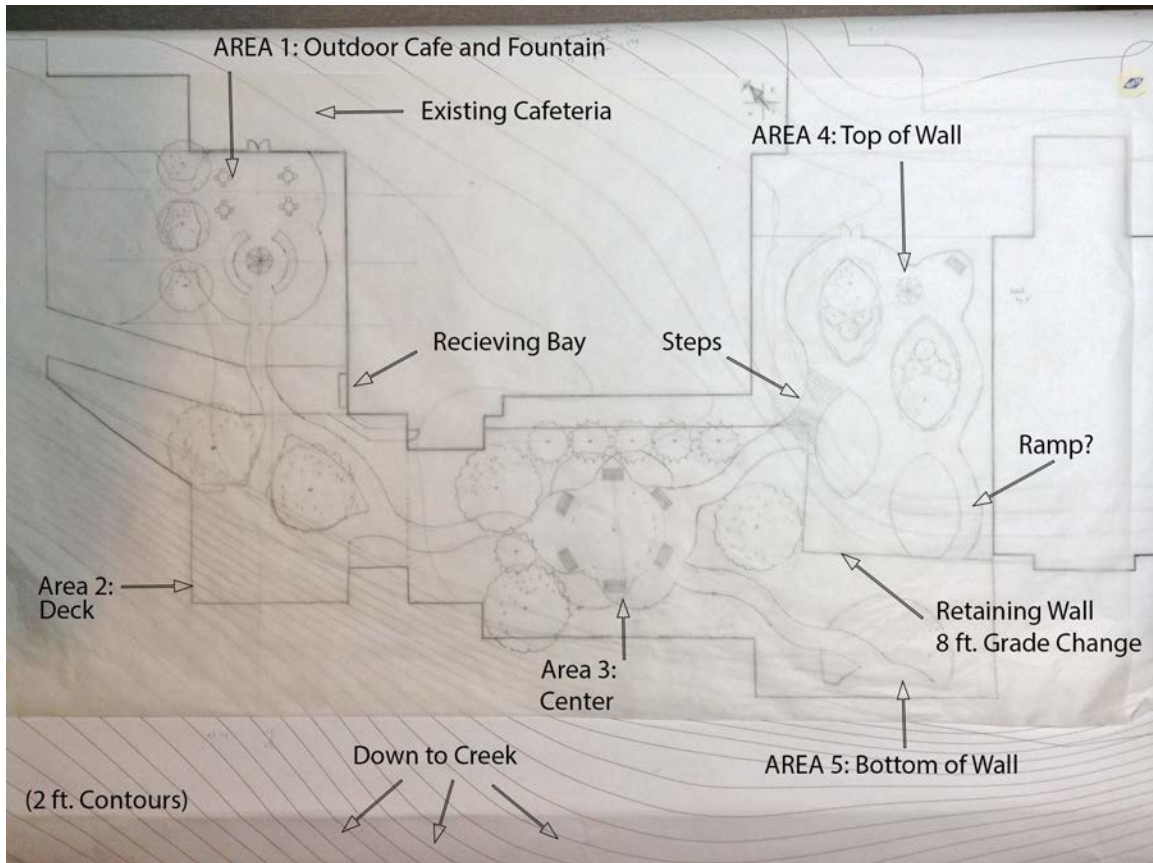 AREA 1: Outdoor Cafe and Fountain
Existing Cafeteria
AREA 4: Top of Wall
Recieving Bay
Steps
Ramp?
Area 2:
Deck
Retaining Wall
8 ft. Grade Change
Area 3:
Center
Down to Creek
AREA 5: Bottom of Wall
(2 ft. Contours)